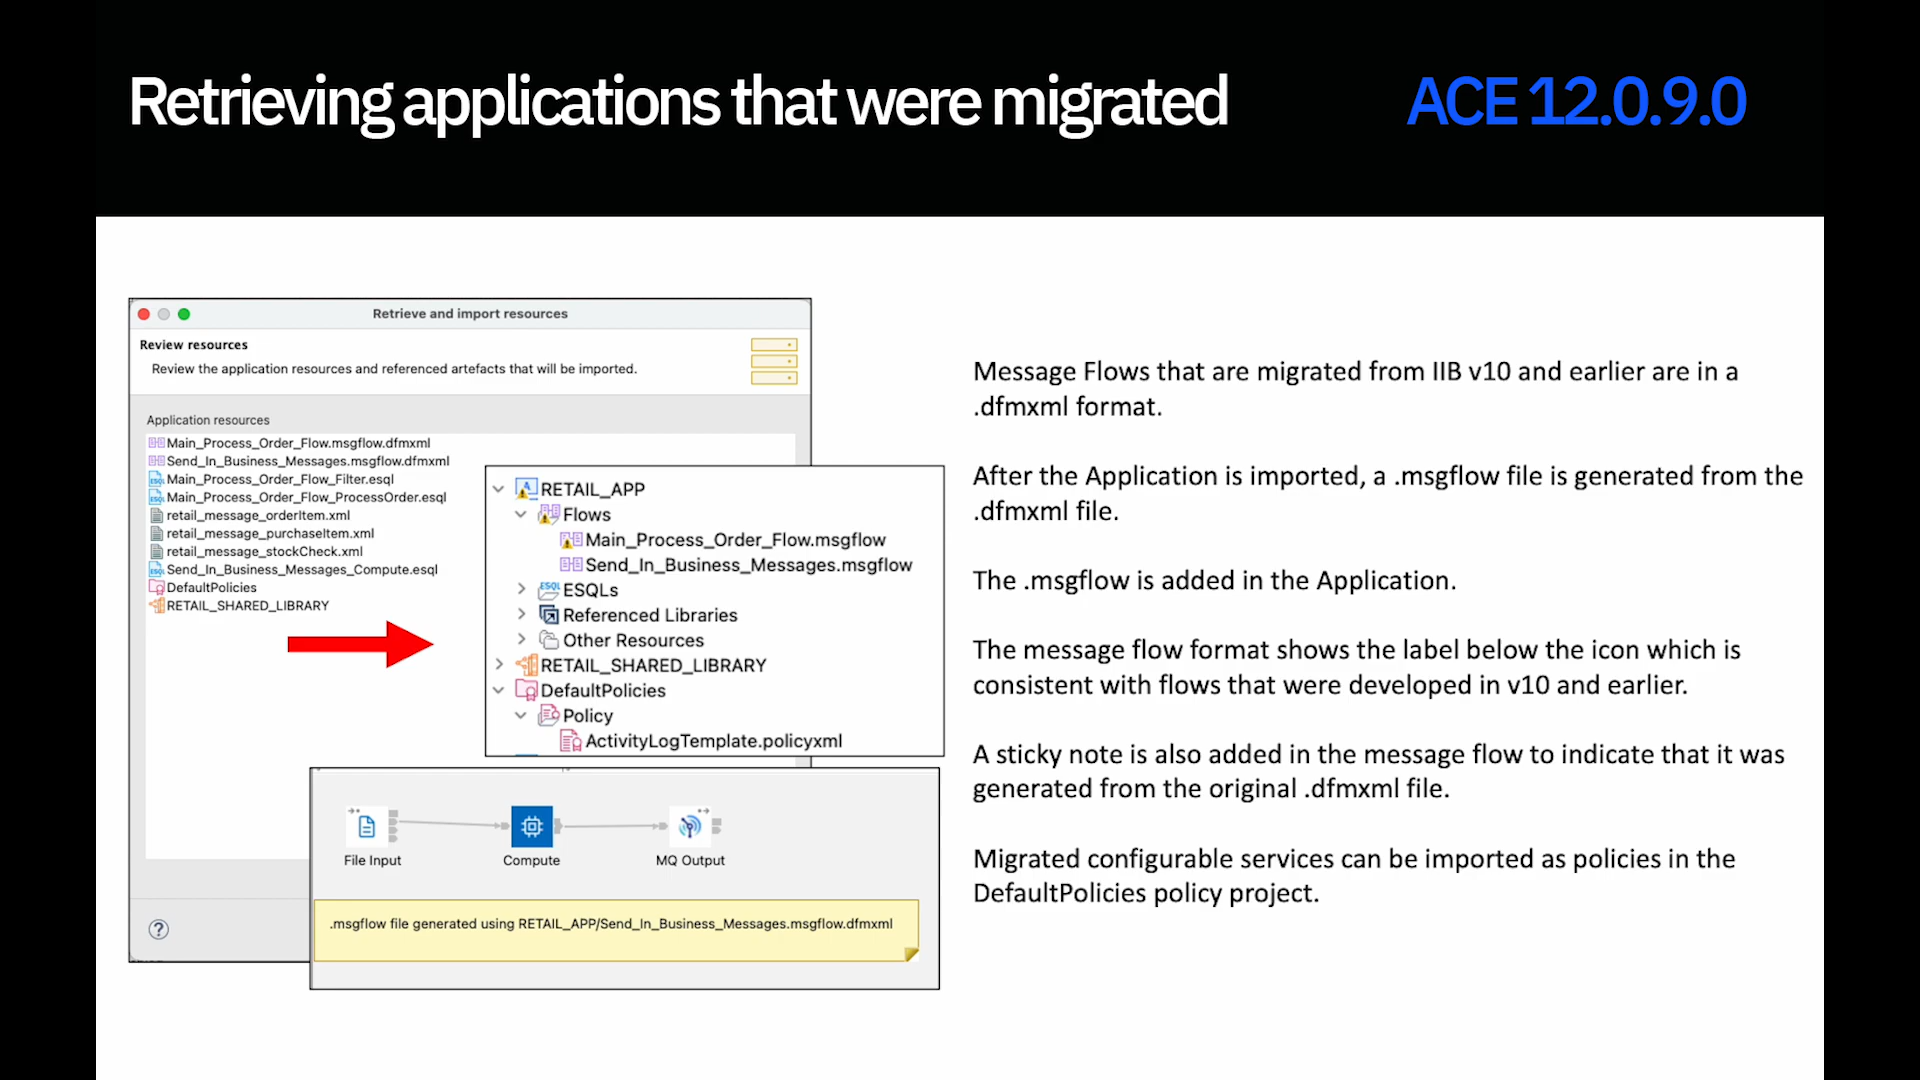 Retrieving applications that were migrated
ACE 12.0.9.0
Retrieve and import resources
Review resources
Review the application resources and referenced artefacts that will be imported.
Application resources
Main_Process_Order_Flow.msgflow.dfmxml
Send_In_Business_Messages.msgflow.dfmxml
Main_Process_Order_Flow_Filter.esql
Main_Process_Order_Flow_ProcessOrder.esql
retail_message_orderItem.xml
retail_message_purchaseItem.xml
retail_message_stockCheck.xml
Send_In_Business_Messages_Compute.esql
DefaultPolicies
RETAIL_SHARED_LIBRARY
RETAIL_APP
Flows
Main_Process_Order_Flow.msgflow
Send_In_Business_Messages.msgflow
ESQLs
Referenced Libraries
Other Resources
RETAIL_SHARED_LIBRARY
DefaultPolicies
Policy
ActivityLogTemplate.policyxml
File Input
Compute
MQ Output
.msgflow file generated using RETAIL_APP/Send_In_Business_Messages.msgflow.dfmxml
?
Message Flows that are migrated from IIB v10 and earlier are in a
.dfmxml format.
After the Application is imported, a .msgflow file is generated from the
.dfmxml file.
The .msgflow is added in the Application.
The message flow format shows the label below the icon which is
consistent with flows that were developed in v10 and earlier.
A sticky note is also added in the message flow to indicate that it was
generated from the original .dfmxml file.
Migrated configurable services can be imported as policies in the
DefaultPolicies policy project.